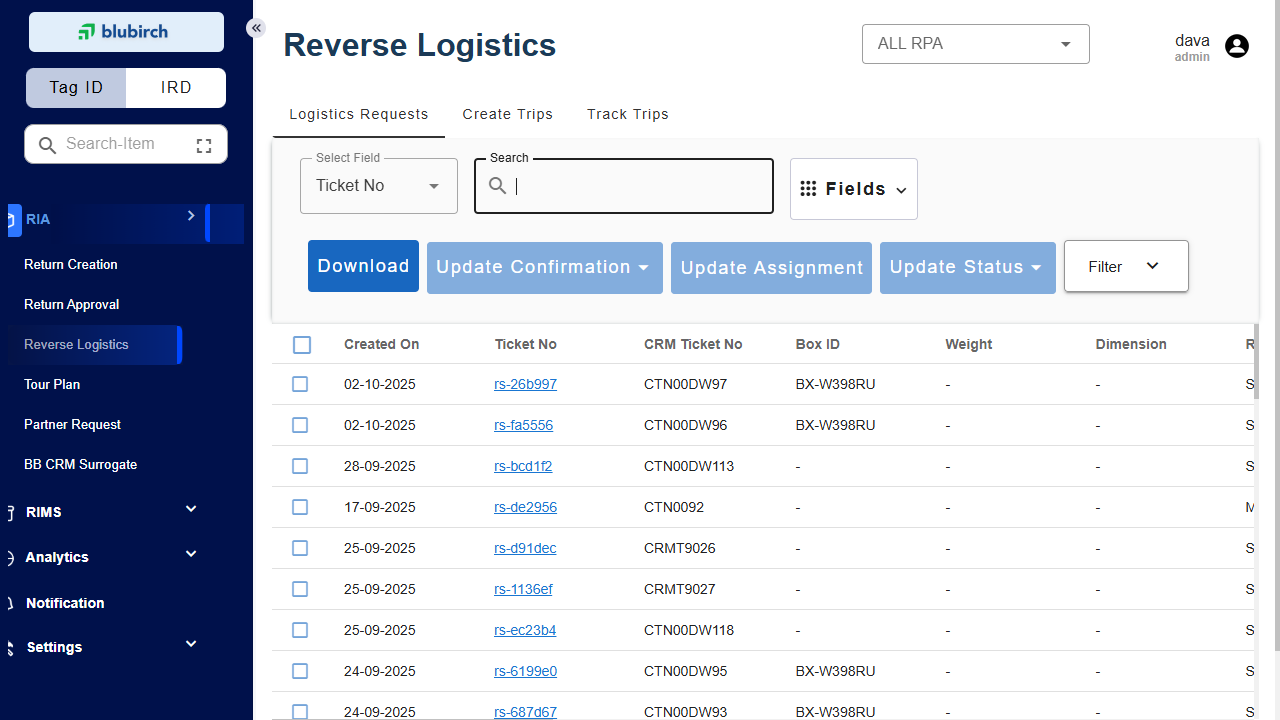 blubirch
«
Reverse Logistics
ALL RPA
dava
admin
Tag ID IRD
Search-Item
Logistics Requests Create Trips Track Trips
Select Field
Ticket No
Search
Fields
Download Update Confirmation Update Assignment Update Status Filter
RIA
Return Creation
Return Approval
Reverse Logistics
Tour Plan
Partner Request
BB CRM Surrogate
RIMS
Analytics
Notification
Settings
Created On Ticket No CRM Ticket No Box ID Weight Dimension R
02-10-2025 rs-26b997 CTN00DW97 BX-W398RU - - S
02-10-2025 rs-fa5556 CTN00DW96 BX-W398RU - - S
28-09-2025 rs-bcd1f2 CTN00DW113 - - - S
17-09-2025 rs-de2956 CTN0092 - - - M
25-09-2025 rs-d91dec CRMT9026 - - - S
25-09-2025 rs-1136ef CRMT9027 - - - S
25-09-2025 rs-ec23b4 CTN00DW118 - - - S
24-09-2025 rs-6199e0 CTN00DW95 BX-W398RU - - S
24-09-2025 rs-687d67 CTN00DW93 BX-W398RU - - S